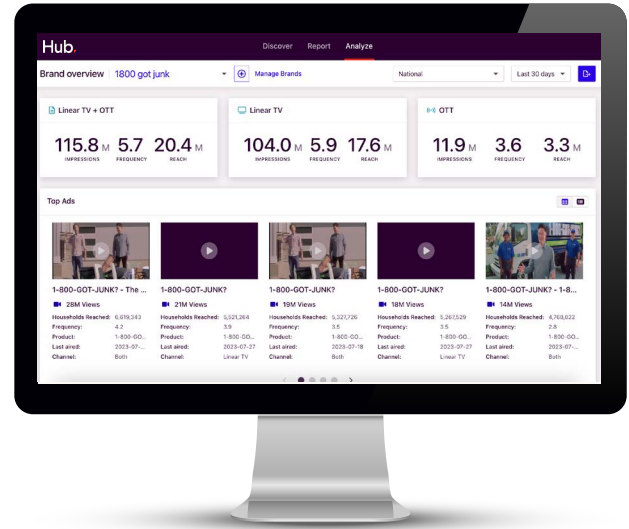 Hub.
Discover Report Analyze
Brand overview 1800 got junk Manage Brands National Last 30 days
Linear TV + OTT
115.8 M 5.7 20.4 M
IMPRESSIONS FREQUENCY REACH
Linear TV
104.0 M 5.9 17.6 M
IMPRESSIONS FREQUENCY REACH
OTT
11.9 M 3.6 3.3 M
IMPRESSIONS FREQUENCY REACH
Top Ads
1-800-GOT-JUNK? - The ...
28M Views
Households Reached: 6,619,343
Frequency: 4.2
Product: 1-800-GO...
Last aired: 2023-07-...
Channel: Both
1-800-GOT-JUNK?
21M Views
Households Reached: 5,521,264
Frequency: 3.9
Product: 1-800-GO...
Last aired: 2023-07-27
Channel: Linear TV
1-800-GOT-JUNK?
19M Views
Households Reached: 5,327,726
Frequency: 3.5
Product: 1-800-GO...
Last aired: 2023-07-18
Channel: Both
1-800-GOT-JUNK?
18M Views
Households Reached: 5,267,529
Frequency: 3.5
Product: 1-800-GO...
Last aired: 2023-07-27
Channel: Linear TV
1-800-GOT-JUNK? - 1-8...
14M Views
Households Reached: 4,760,022
Frequency: 2.8
Product: 1-800-GO...
Last aired: 2023-07-...
Channel: Both